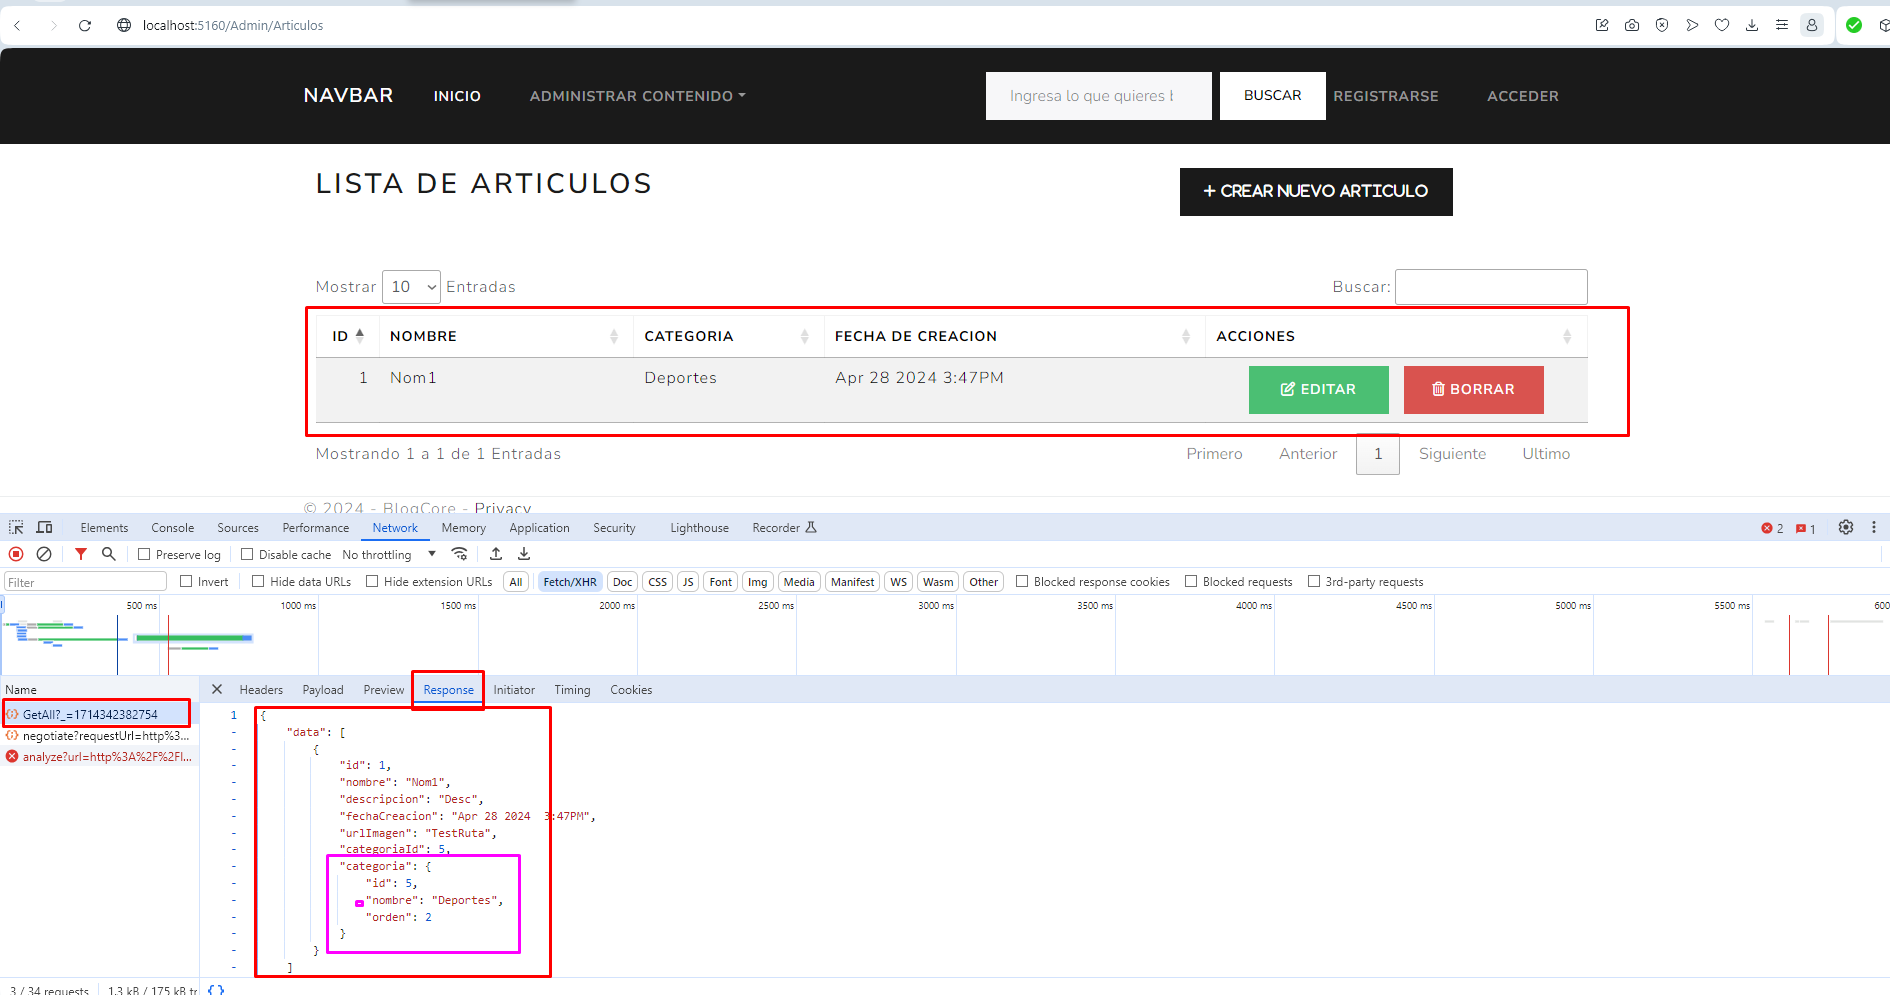 localhost:5160/Admin/Articulos
NAVBAR INICIO ADMINISTRAR CONTENIDO Ingresa lo que quieres b BUSCAR REGISTRARSE ACCEDER
LISTA DE ARTICULOS
+ CREAR NUEVO ARTICULO
Mostrar 10 Entradas Buscar:
ID NOMBRE CATEGORIA FECHA DE CREACION ACCIONES
1 Nom1 Deportes Apr 28 2024 3:47PM EDITAR BORRAR
Mostrando 1 a 1 de 1 Entradas Primero Anterior 1 Siguiente Ultimo
© 2024 - BlogCore - Privacy
Elements Console Sources Performance Network Memory Application Security Lighthouse Recorder 2 1
Preserve log Disable cache No throttling
Filter Invert Hide data URLs Hide extension URLs All Fetch/XHR Doc CSS JS Font Img Media Manifest WS Wasm Other Blocked response cookies Blocked requests 3rd-party requests
500 ms 1000 ms 1500 ms 2000 ms 2500 ms 3000 ms 3500 ms 4000 ms 4500 ms 5000 ms 5500 ms 600
Name Headers Payload Preview Response Initiator Timing Cookies
GetAll?_=1714342382754
negotiate?requestUrl=http%3...
analyze?url=http%3A%2F%2Fl...
1 {
- "data": [
- {
- "id": 1,
- "nombre": "Nom1",
- "descripcion": "Desc",
- "fechaCreacion": "Apr 28 2024  3:47PM",
- "urlImagen": "TestRuta",
- "categoriaId": 5,
- "categoria": {
- "id": 5,
- "nombre": "Deportes",
- "orden": 2
- }
- }
- ]
3 / 34 requests 1.3 kB / 175 kB tr {}